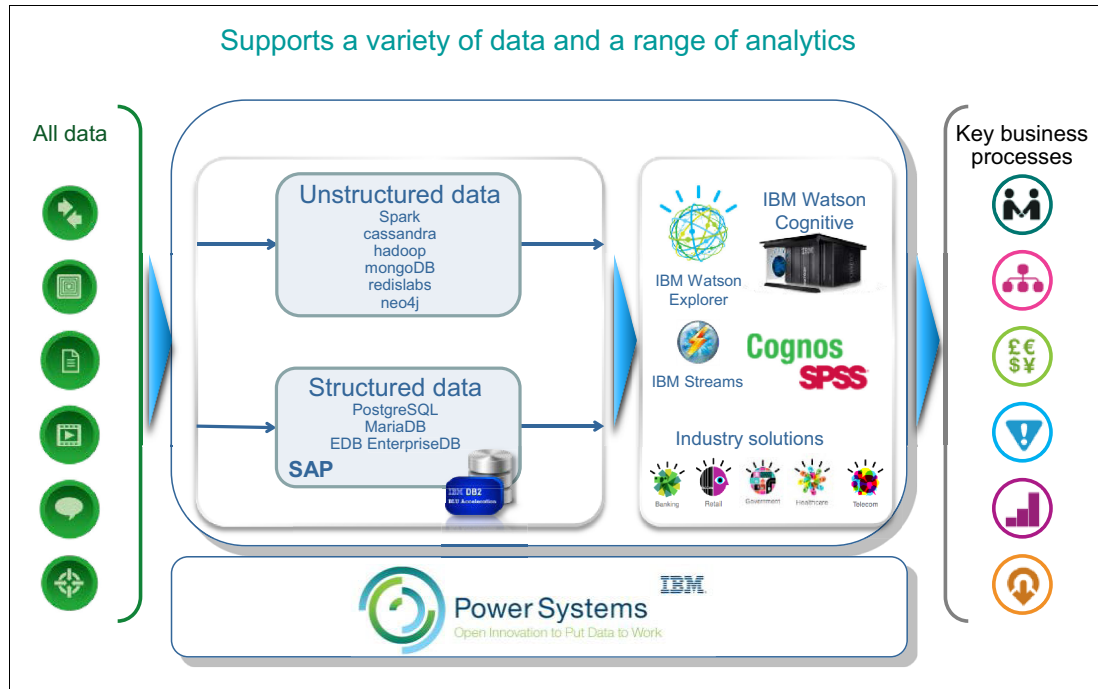 Supports a variety of data and a range of analytics
All data
Unstructured data
Spark
cassandra
hadoop
mongoDB
redislabs
neo4j
Structured data
PostgreSQL
MariaDB
EDB EnterpriseDB
SAP
IBM DB2
BLU Acceleration
IBM Watson
Explorer
IBM Watson
Cognitive
IBM
IBM Streams
Cognos
SPSS
Industry solutions
Banking
Retail
Government
Healthcare
Telecom
Key business
processes
£€
$¥
IBM
Power Systems
Open Innovation to Put Data to Work